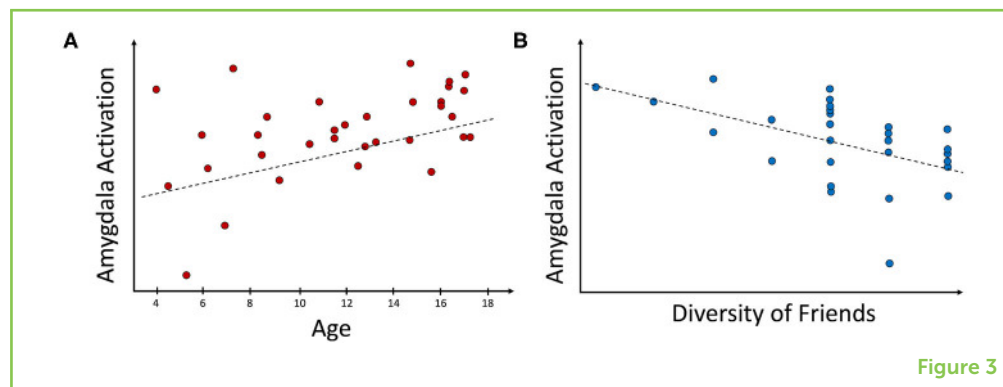 A
Amygdala Activation
4 6 8 10 12 14 16 18
Age
B
Amygdala Activation
Diversity of Friends
Figure 3